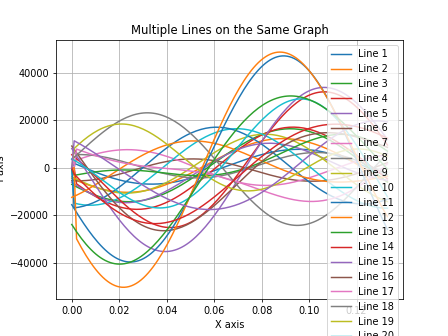 Multiple Lines on the Same Graph
40000
20000
0
−20000
−40000
0.00
0.02
0.04
0.06
0.08
0.10
X axis
axis
Line 1
Line 2
Line 3
Line 4
Line 5
Line 6
Line 7
Line 8
Line 9
Line 10
Line 11
Line 12
Line 13
Line 14
Line 15
Line 16
Line 17
Line 18
Line 19
Line 20